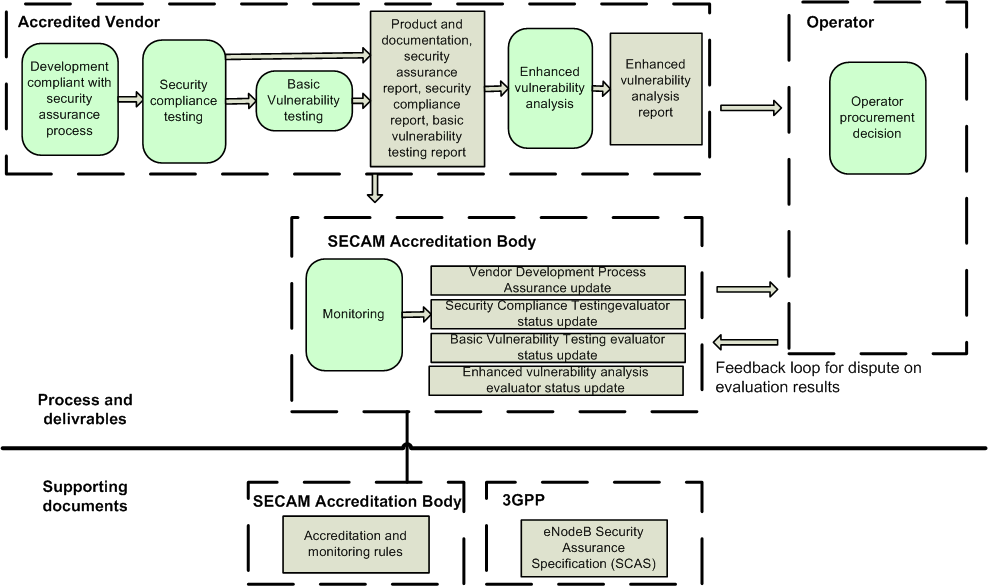 Accredited Vendor
Operator
Development
compliant with
security
assurance
process
Security
compliance
testing
Basic
Vulnerability
testing
Product and
documentation,
security
assurance
report, security
compliance
report, basic
vulnerability
testing report
Enhanced
vulnerability
analysis
Enhanced
vulnerability
analysis
report
Operator
procurement
decision
SECAM Accreditation Body
Monitoring
Vendor Development Process
Assurance update
Security Compliance Testingevaluator
status update
Basic Vulnerability Testing evaluator
status update
Enhanced vulnerability analysis
evaluator status update
Feedback loop for dispute on
evaluation results
Process and
delivrables
Supporting
documents
SECAM Accreditation Body
Accreditation and
monitoring rules
3GPP
eNodeB Security
Assurance
Specification (SCAS)